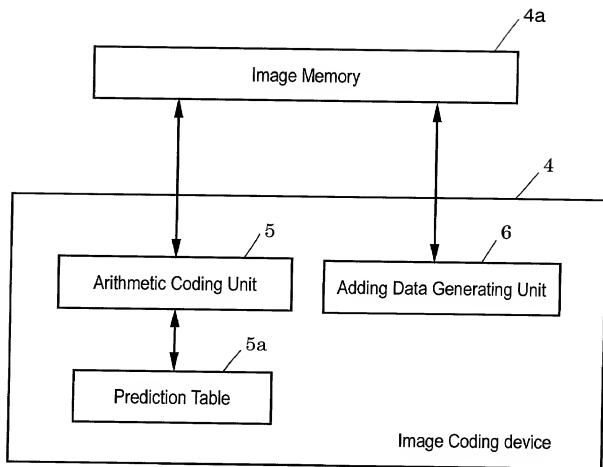 4a
Image Memory
4
5
6
Arithmetic Coding Unit
Adding Data Generating Unit
5a
Prediction Table
Image Coding device